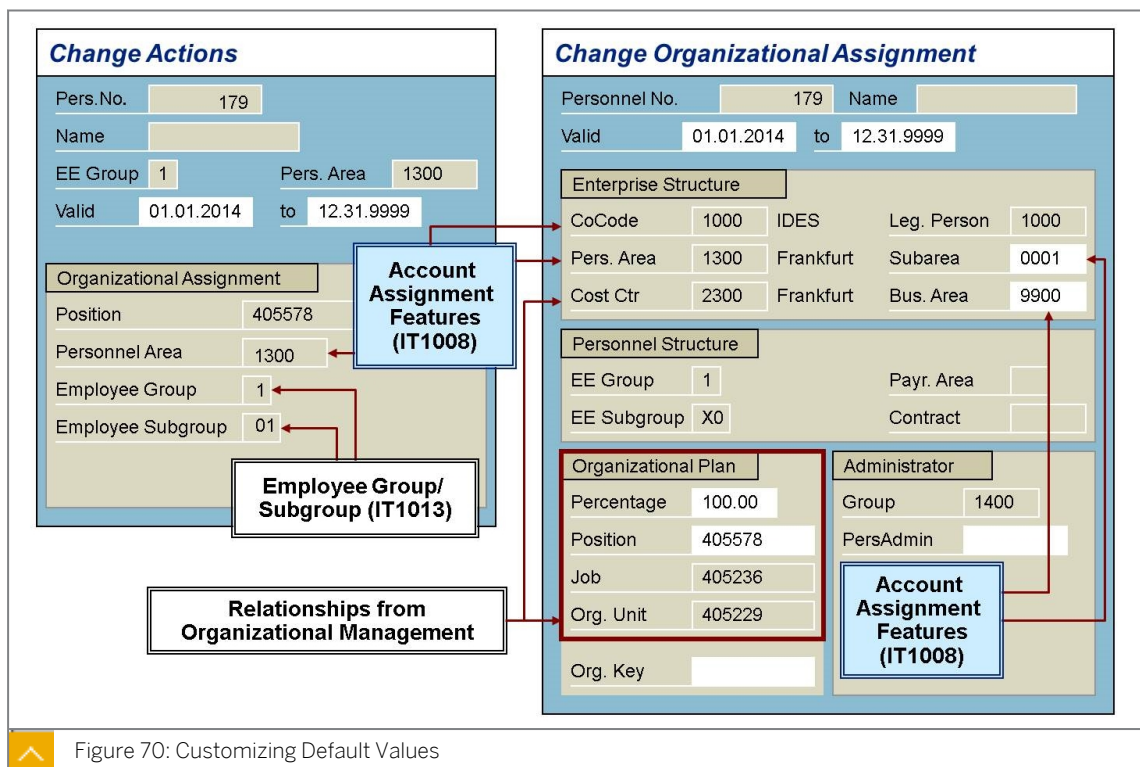 Change Actions
Pers.No. 179
Name
EE Group 1 Pers. Area 1300
Valid 01.01.2014 to 12.31.9999
Organizational Assignment
Position 405578
Personnel Area 1300
Employee Group 1
Employee Subgroup 01
Account
Assignment
Features
(IT1008)
Employee Group/
Subgroup (IT1013)
Relationships from
Organizational Management
Change Organizational Assignment
Personnel No. 179 Name
Valid 01.01.2014 to 12.31.9999
Enterprise Structure
CoCode 1000 IDES Leg. Person 1000
Pers. Area 1300 Frankfurt Subarea 0001
Cost Ctr 2300 Frankfurt Bus. Area 9900
Personnel Structure
EE Group 1 Payr. Area
EE Subgroup X0 Contract
Organizational Plan
Percentage 100.00
Position 405578
Job 405236
Org. Unit 405229
Org. Key
Administrator
Group 1400
PersAdmin
Account
Assignment
Features
(IT1008)
Figure 70: Customizing Default Values